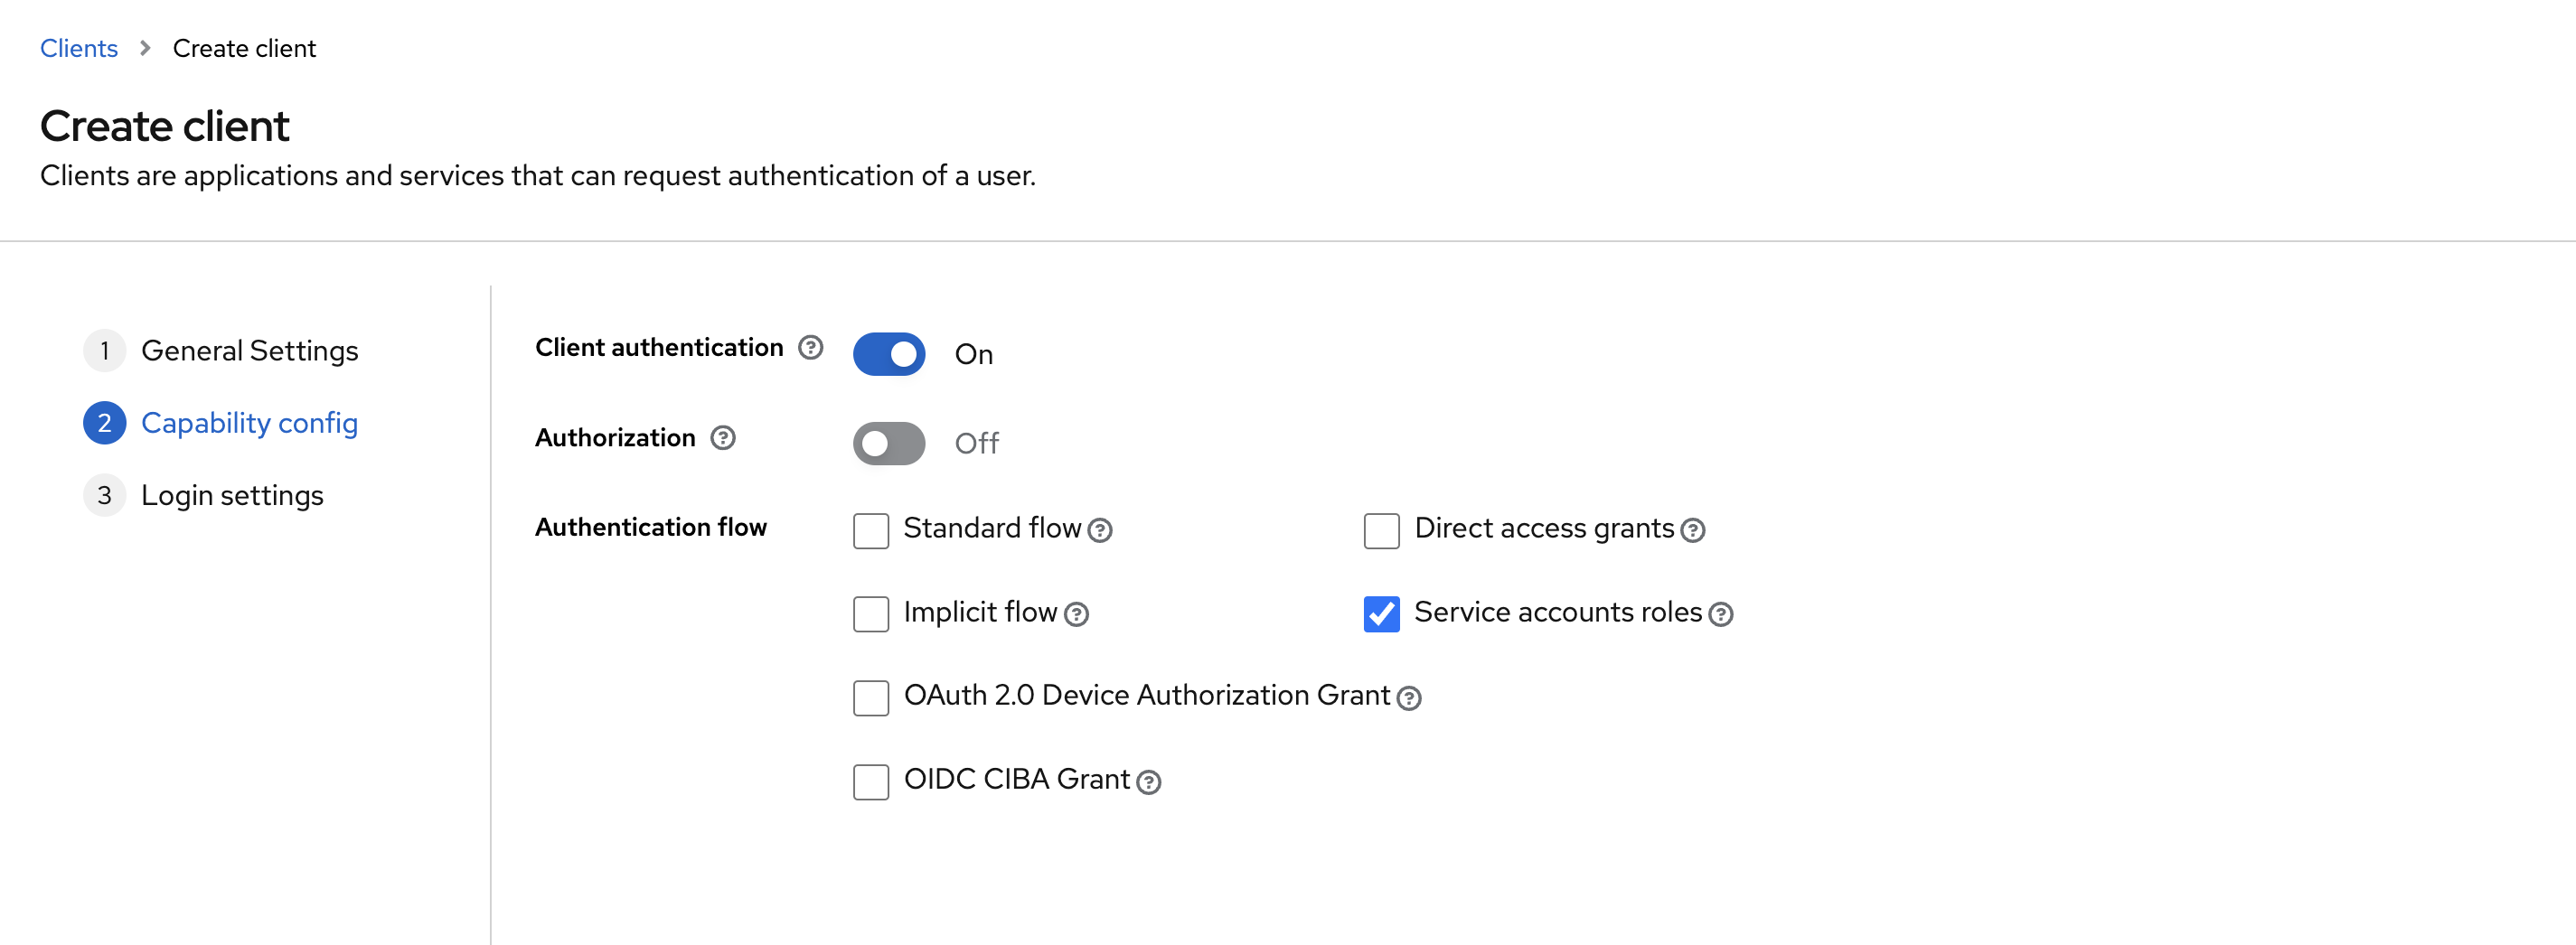 Clients > Create client
Create client
Clients are applications and services that can request authentication of a user.
1 General Settings
2 Capability config
3 Login settings
Client authentication ? On
Authorization ? Off
Authentication flow
Standard flow ? Direct access grants ?
Implicit flow ? Service accounts roles ?
OAuth 2.0 Device Authorization Grant ?
OIDC CIBA Grant ?